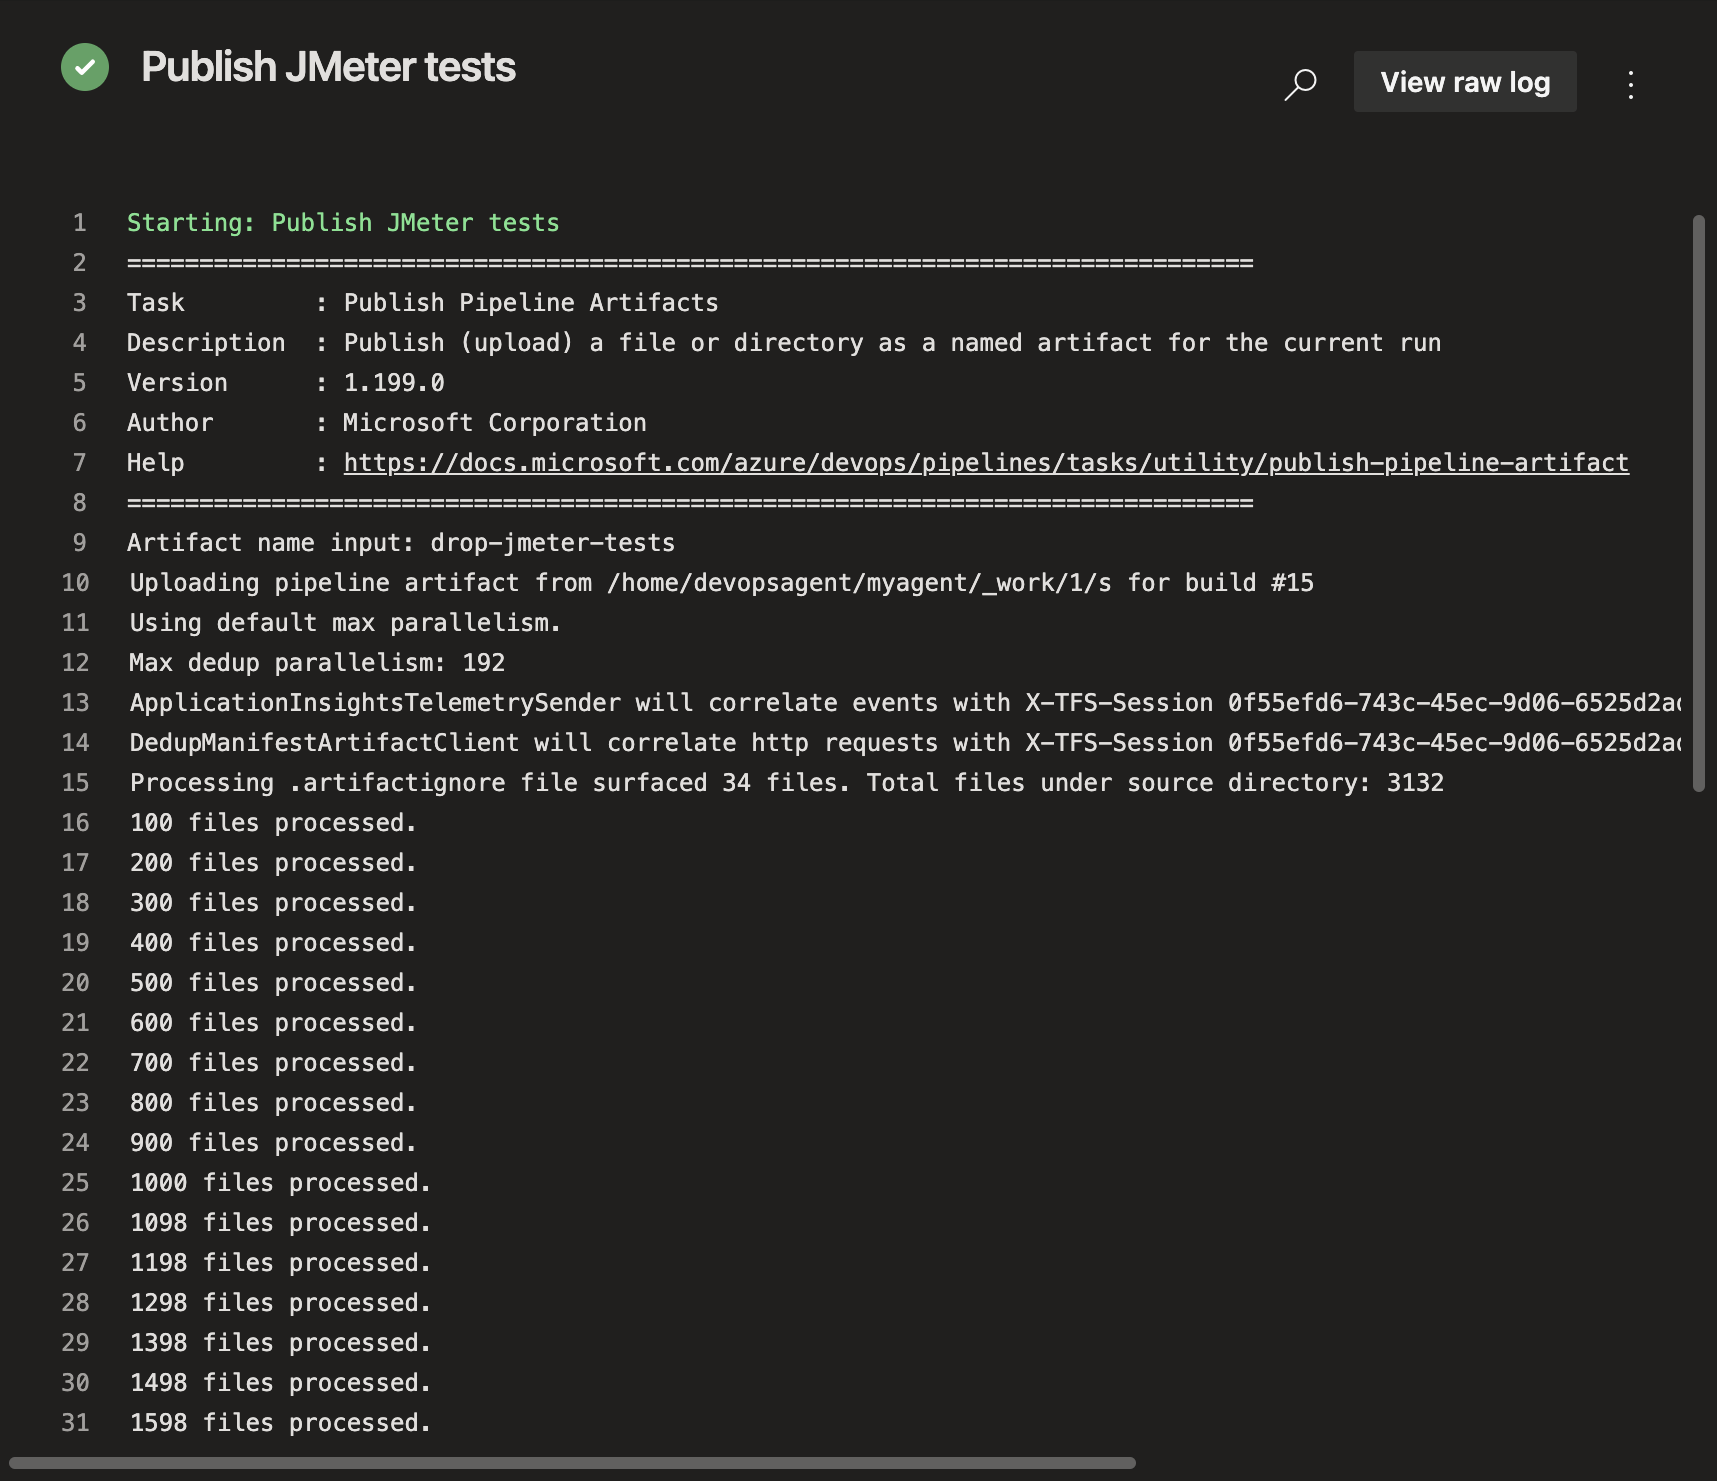 Publish JMeter tests
View raw log
1 Starting: Publish JMeter tests
2 ==============================================================================
3 Task         : Publish Pipeline Artifacts
4 Description  : Publish (upload) a file or directory as a named artifact for the current run
5 Version      : 1.199.0
6 Author       : Microsoft Corporation
7 Help         : https://docs.microsoft.com/azure/devops/pipelines/tasks/utility/publish-pipeline-artifact
8 ==============================================================================
9 Artifact name input: drop-jmeter-tests
10 Uploading pipeline artifact from /home/devopsagent/myagent/_work/1/s for build #15
11 Using default max parallelism.
12 Max dedup parallelism: 192
13 ApplicationInsightsTelemetrySender will correlate events with X-TFS-Session 0f55efd6-743c-45ec-9d06-6525d2a
14 DedupManifestArtifactClient will correlate http requests with X-TFS-Session 0f55efd6-743c-45ec-9d06-6525d2a
15 Processing .artifactignore file surfaced 34 files. Total files under source directory: 3132
16 100 files processed.
17 200 files processed.
18 300 files processed.
19 400 files processed.
20 500 files processed.
21 600 files processed.
22 700 files processed.
23 800 files processed.
24 900 files processed.
25 1000 files processed.
26 1098 files processed.
27 1198 files processed.
28 1298 files processed.
29 1398 files processed.
30 1498 files processed.
31 1598 files processed.